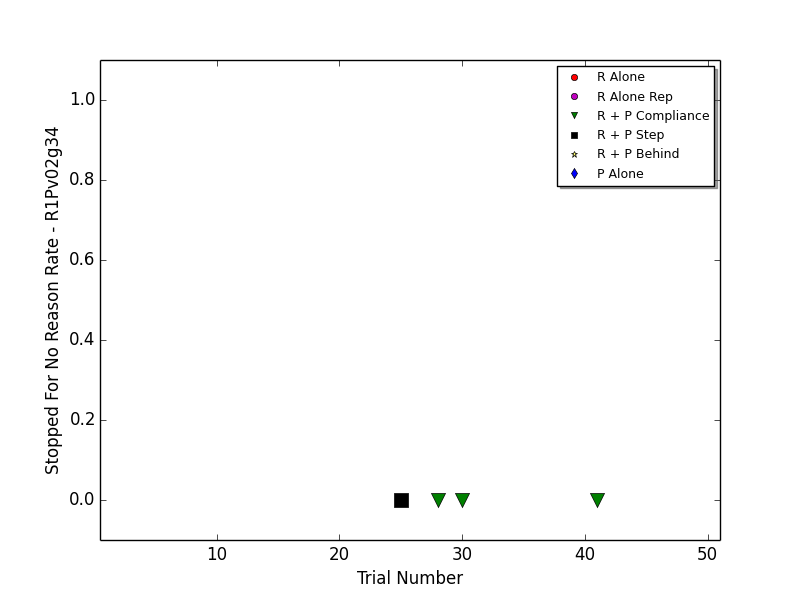 R Alone
R Alone Rep
R + P Compliance
R + P Step
R + P Behind
P Alone
1.0
0.8
0.6
0.4
0.2
0.0
Stopped For No Reason Rate - R1Pv02g34
10 20 30 40 50
Trial Number